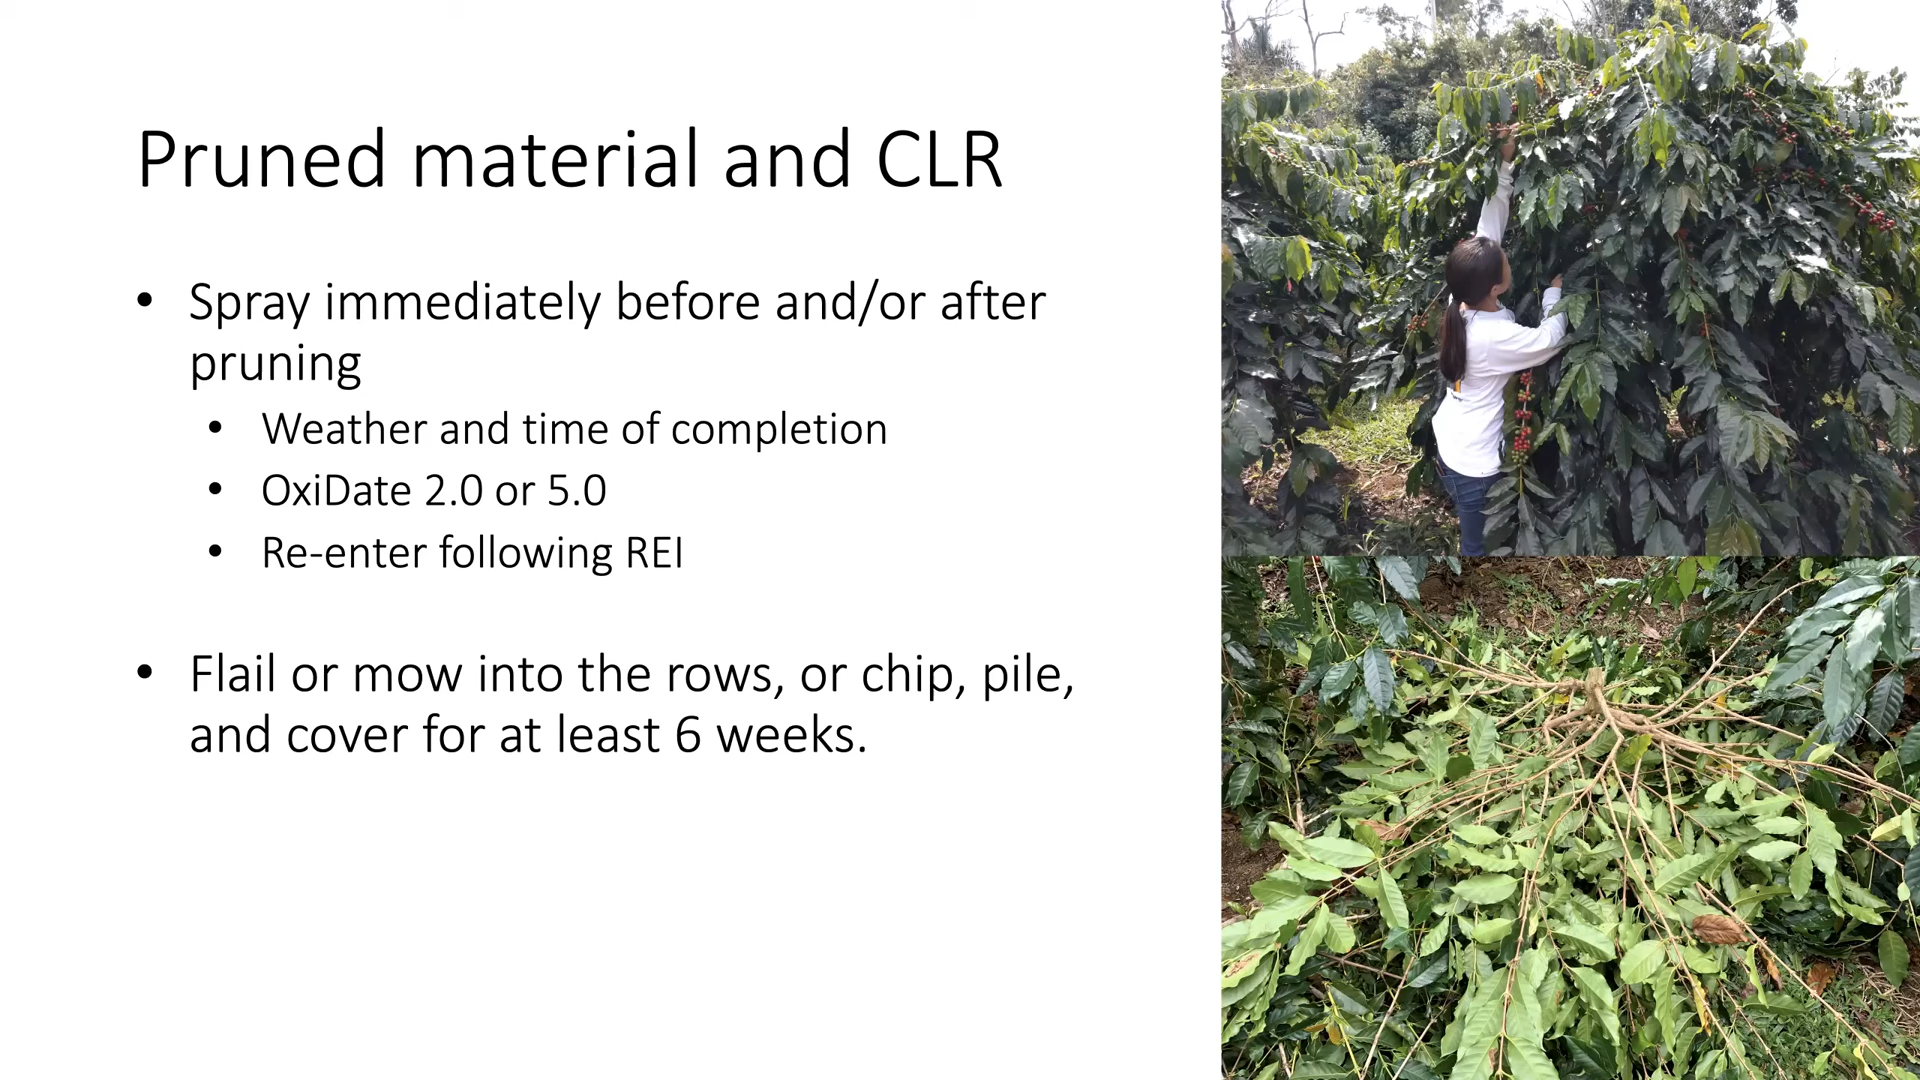 Pruned material and CLR
• Spray immediately before and/or after
pruning
• Weather and time of completion
• OxiDate 2.0 or 5.0
• Re-enter following REI
• Flail or mow into the rows, or chip, pile,
and cover for at least 6 weeks.